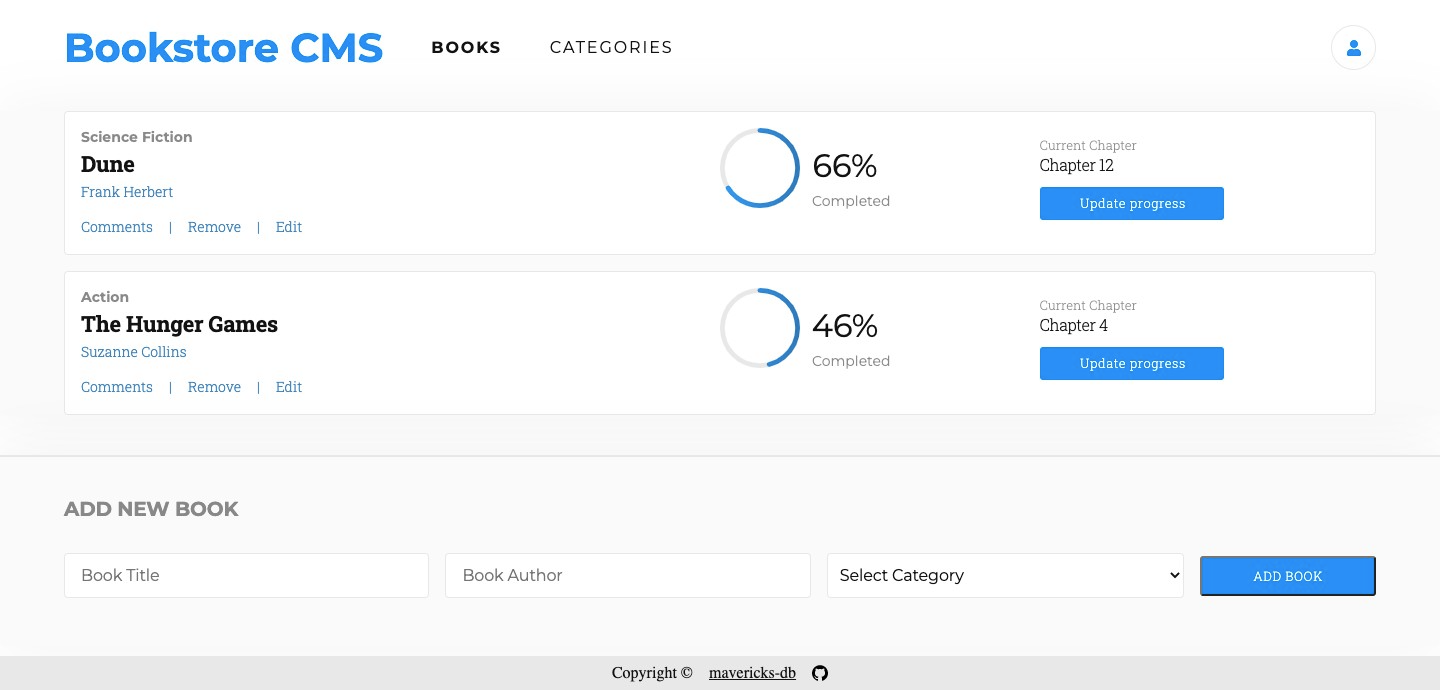 Bookstore CMS BOOKS CATEGORIES
Science Fiction
Dune
Frank Herbert
Comments | Remove | Edit
66%
Completed
Current Chapter
Chapter 12
Update progress
Action
The Hunger Games
Suzanne Collins
Comments | Remove | Edit
46%
Completed
Current Chapter
Chapter 4
Update progress
ADD NEW BOOK
Book Title Book Author Select Category ADD BOOK
Copyright © mavericks-db